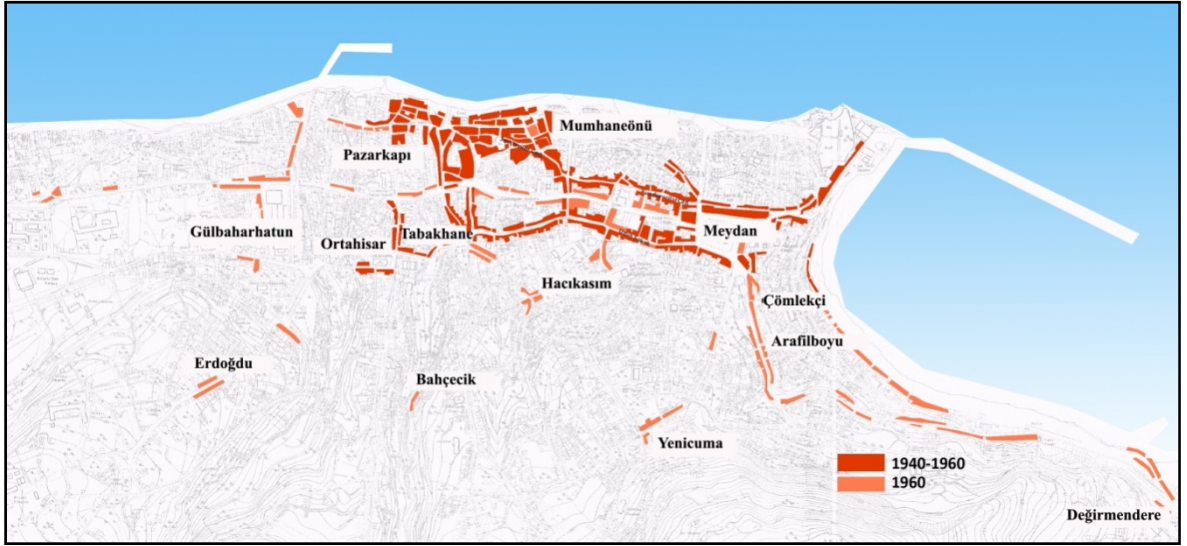 Mumhaneönü
Pazarkapı
Gülbaharhatun
Ortahisar
Tabakhane
Meydan
Hacıkasım
Çömlekçi
Arafilboyu
Erdoğdu
Bahçecik
Yenicuma
1940-1960
1960
Değirmendere